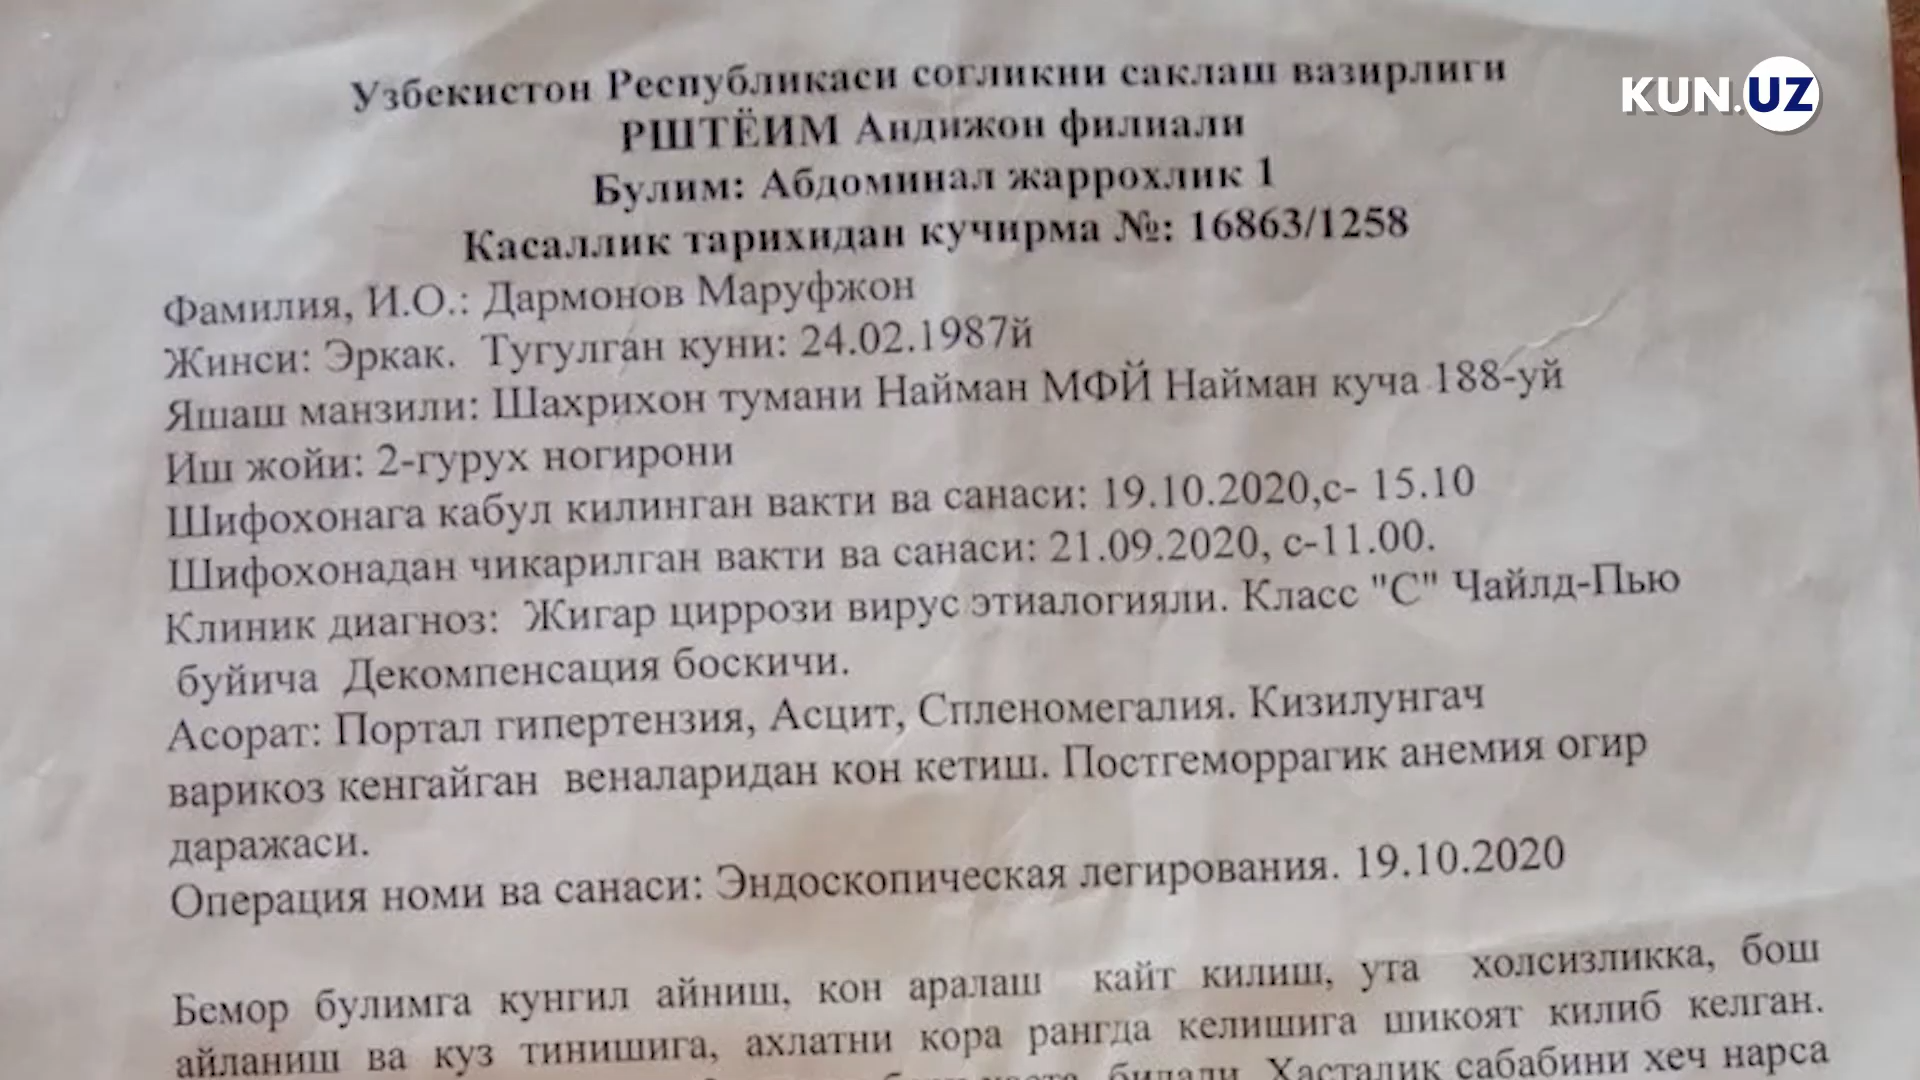 KUN.UZ
Узбекистон Республикаси согликни саклаш вазирлиги
РШТЁИМ Андижон филиали
Булим: Абдоминал жаррохлик 1
Касаллик тарихидан кучирма №: 16863/1258
Фамилия, И.О.: Дармонов Маруфжон
Жинси: Эркак. Тугулган куни: 24.02.1987й
Яшаш манзили: Шахрихон тумани Найман МФЙ Найман куча 188-уй
Иш жойи: 2-гурух ногирони
Шифохонага кабул килинган вакти ва санаси: 19.10.2020,с- 15.10
Шифохонадан чикарилган вакти ва санаси: 21.09.2020, с-11.00.
Клиник диагноз: Жигар циррози вирус этиалогияли. Класс "С" Чайлд-Пью
буйича Декомпенсация боскичи.
Асорат: Портал гипертензия, Асцит, Спленомегалия. Кизилунгач
варикоз кенгайган веналаридан кон кетиш. Постгеморрагик анемия огир
даражаси.
Операция номи ва санаси: Эндоскопическая легирования. 19.10.2020
Бемор булимга кунгил айниш, кон аралаш кайт килиш, ута холсизликка, бош
айланиш ва куз тинишига, ахлатни кора рангда келишига шикоят килиб келган.
билади. Хасталик сабабини хеч нарса